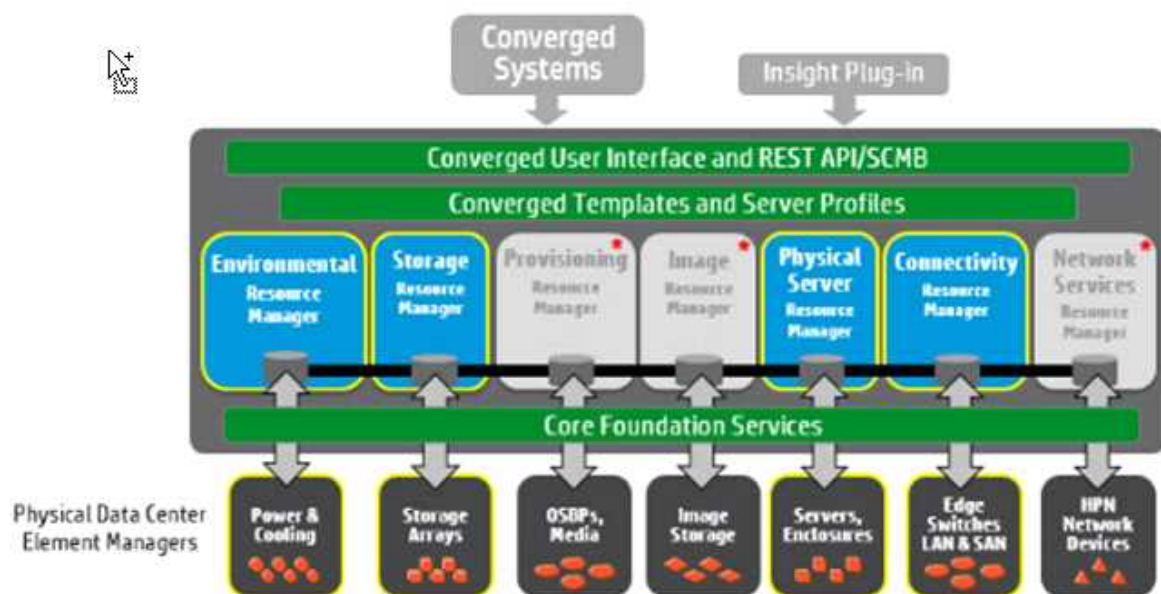 Converged
Systems
Insight Plug-in
Converged User Interface and REST API/SCMB
Converged Templates and Server Profiles
Environmental
Resource
Manager
Storage
Resource
Manager
Provisioning *
Resource
Manager
Image *
Resource
Manager
Physical
Server
Resource
Manager
Connectivity
Resource
Manager
Network *
Services
Resource
Manager
Core Foundation Services
Physical Data Center
Element Managers
Power &
Cooling
Storage
Arrays
OSBPs,
Media
Image
Storage
Servers,
Enclosures
Edge
Switches
LAN & SAN
HPN
Network
Devices